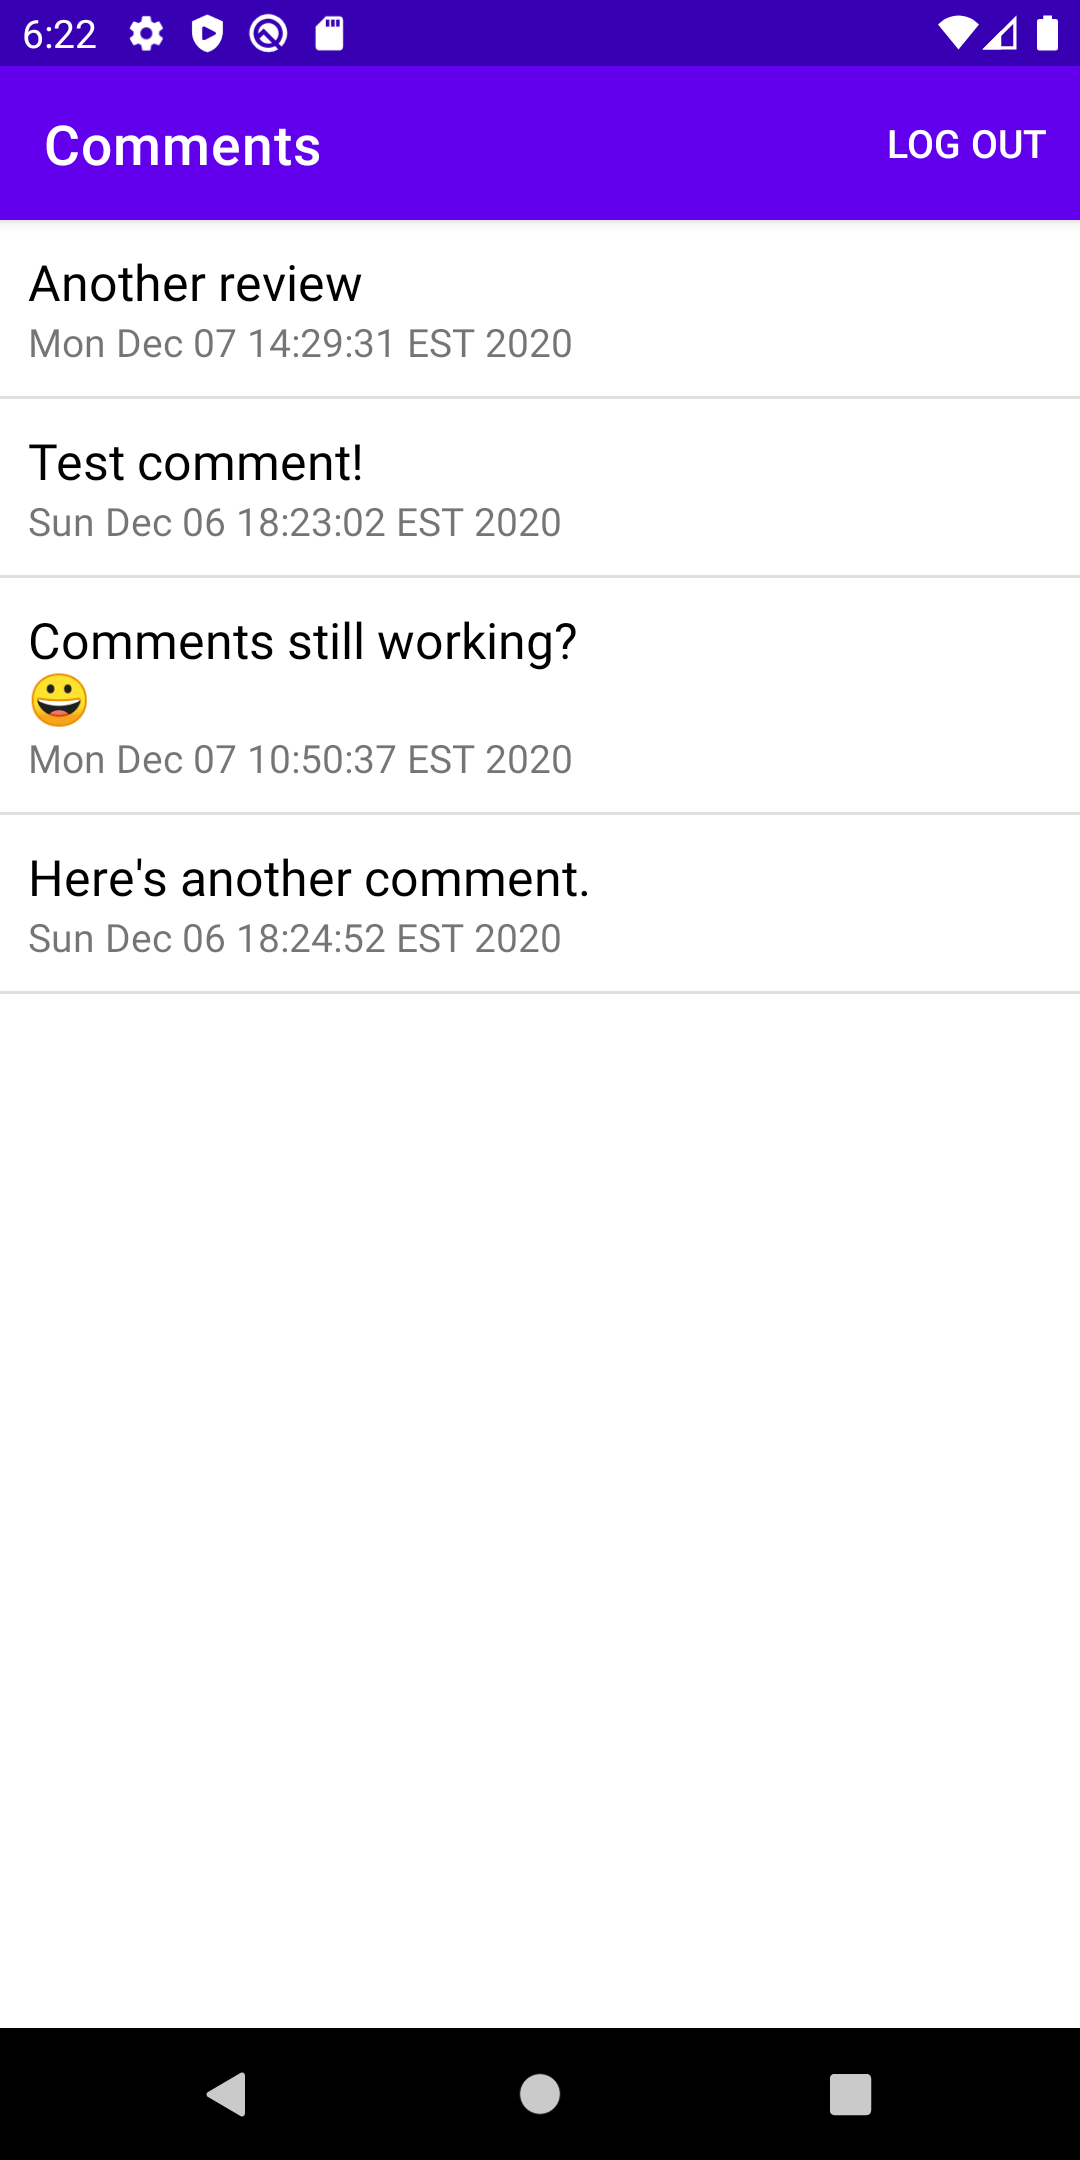 6:22
Comments
LOG OUT
Another review
Mon Dec 07 14:29:31 EST 2020
Test comment!
Sun Dec 06 18:23:02 EST 2020
Comments still working?
😀
Mon Dec 07 10:50:37 EST 2020
Here's another comment.
Sun Dec 06 18:24:52 EST 2020